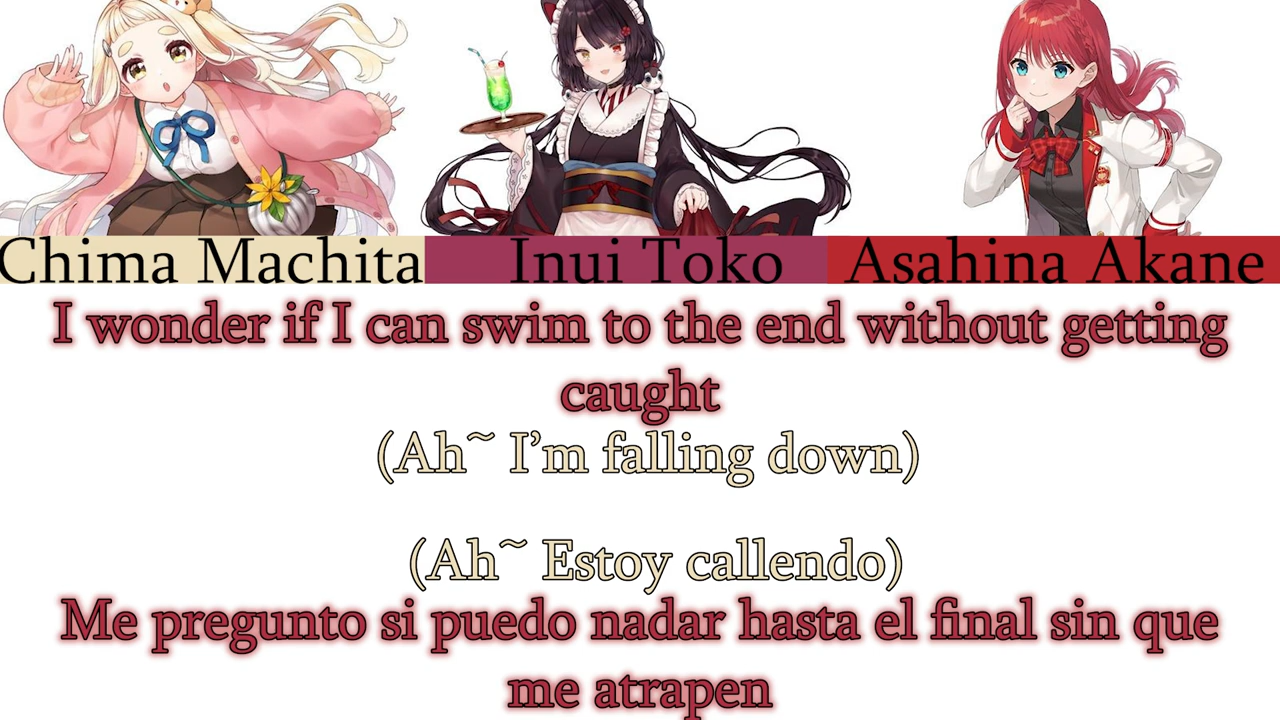 Chima Machita
Inui Toko
Asahina Akane
I wonder if I can swim to the end without getting
caught
(Ah~ I'm falling down)
(Ah~ Estoy callendo)
Me pregunto si puedo nadar hasta el final sin que
me atrapen